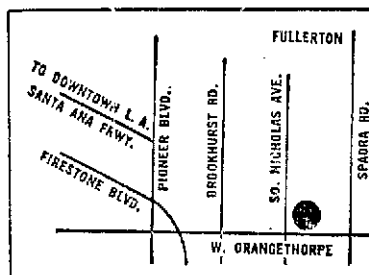 FULLERTON
TO DOWNTOWN L.A.
SANTA ANA FRWY.
FIRESTONE BLVD.
PIONEER BLVD.
BROOKHURST RD.
SO. NICHOLAS AVE.
SPADRA RD.
W. ORANGETHORPE